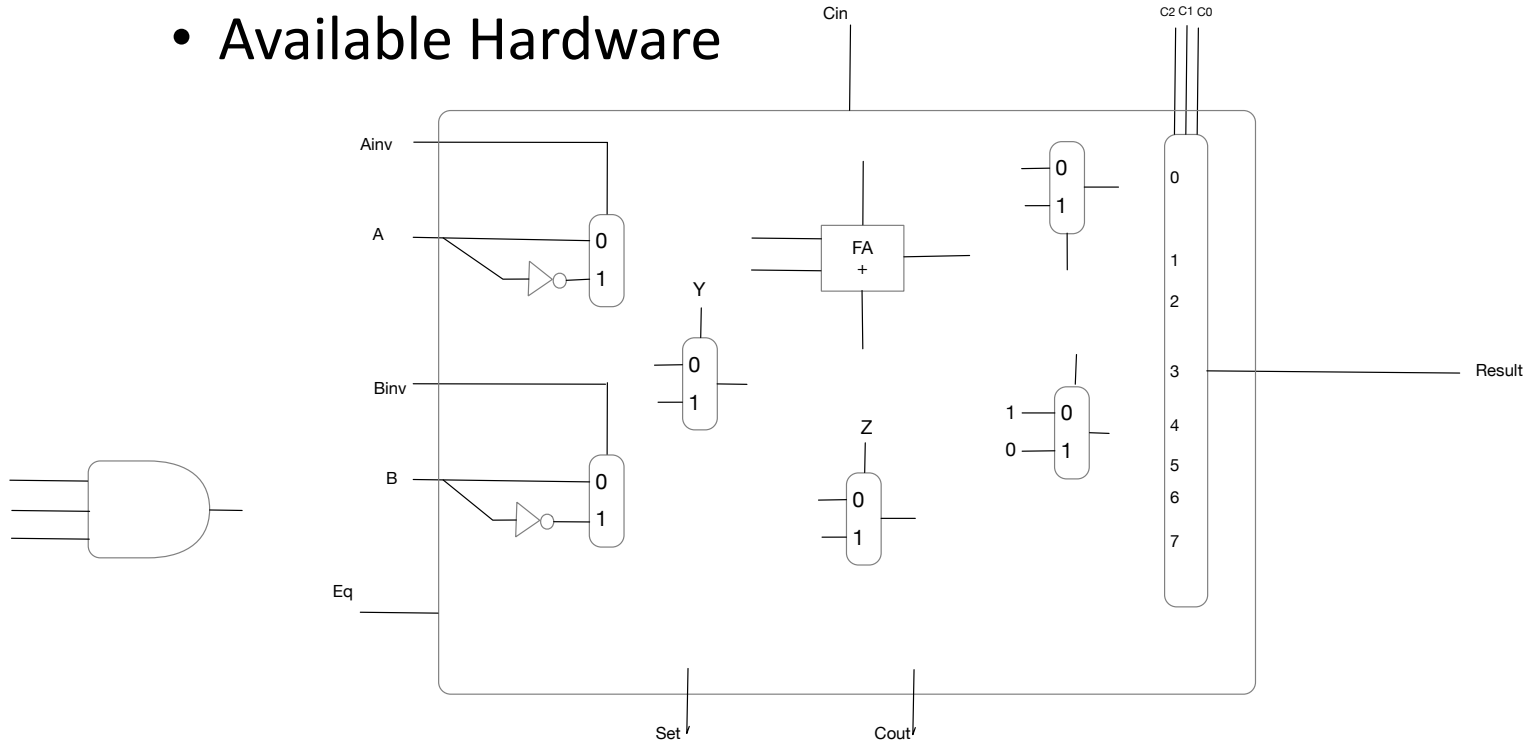 • Available Hardware
Cin
C2 C1 C0
Ainv
A
0
1
Y
0
1
Binv
B
0
1
FA
+
Z
0
1
0
1
1 0
0 1
0
1
2
3
4
5
6
7
Result
Eq
Set
Cout